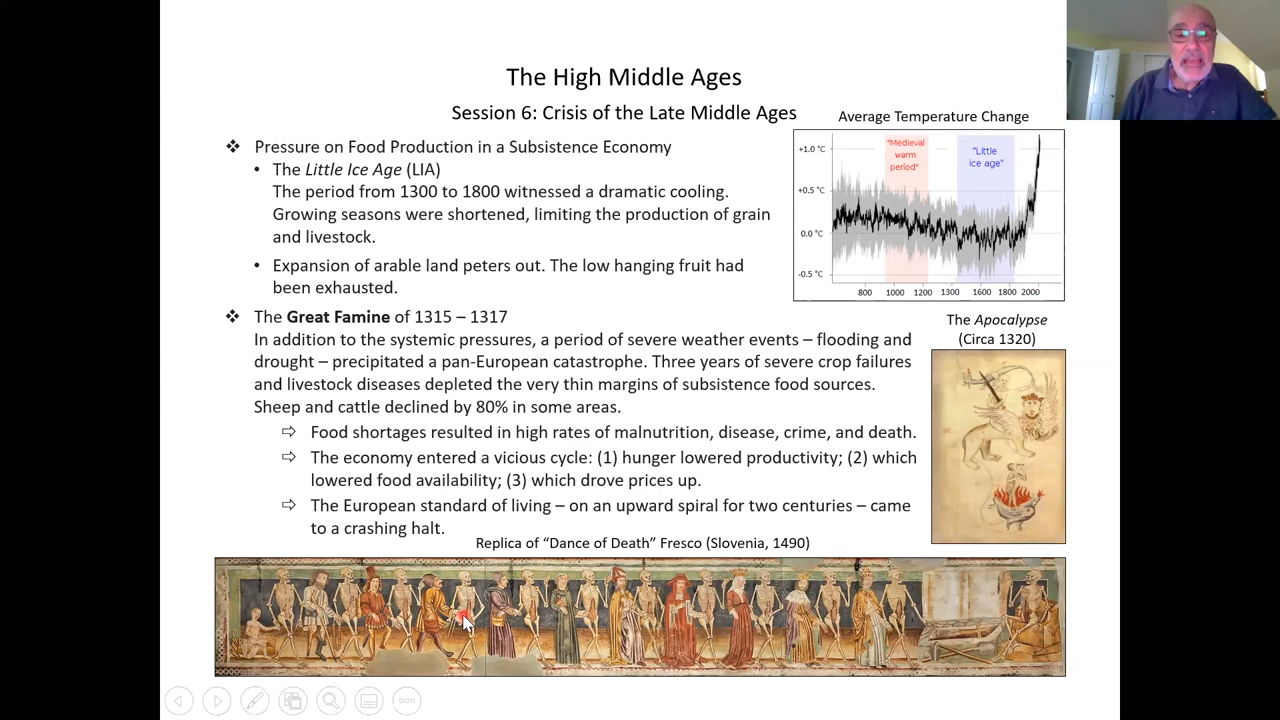 The High Middle Ages
Session 6: Crisis of the Late Middle Ages
❖ Pressure on Food Production in a Subsistence Economy
• The Little Ice Age (LIA)
The period from 1300 to 1800 witnessed a dramatic cooling.
Growing seasons were shortened, limiting the production of grain
and livestock.
• Expansion of arable land peters out. The low hanging fruit had
been exhausted.
Average Temperature Change
+1.0 °C
+0.5 °C
0.0 °C
-0.5 °C
"Medieval
warm
period"
"Little
ice age"
800 1000 1200 1300 1600 1800 2000
❖ The Great Famine of 1315 – 1317
In addition to the systemic pressures, a period of severe weather events – flooding and
drought – precipitated a pan-European catastrophe. Three years of severe crop failures
and livestock diseases depleted the very thin margins of subsistence food sources.
Sheep and cattle declined by 80% in some areas.
⇨ Food shortages resulted in high rates of malnutrition, disease, crime, and death.
⇨ The economy entered a vicious cycle: (1) hunger lowered productivity; (2) which
lowered food availability; (3) which drove prices up.
⇨ The European standard of living – on an upward spiral for two centuries – came
to a crashing halt.
The Apocalypse
(Circa 1320)
Replica of “Dance of Death” Fresco (Slovenia, 1490)